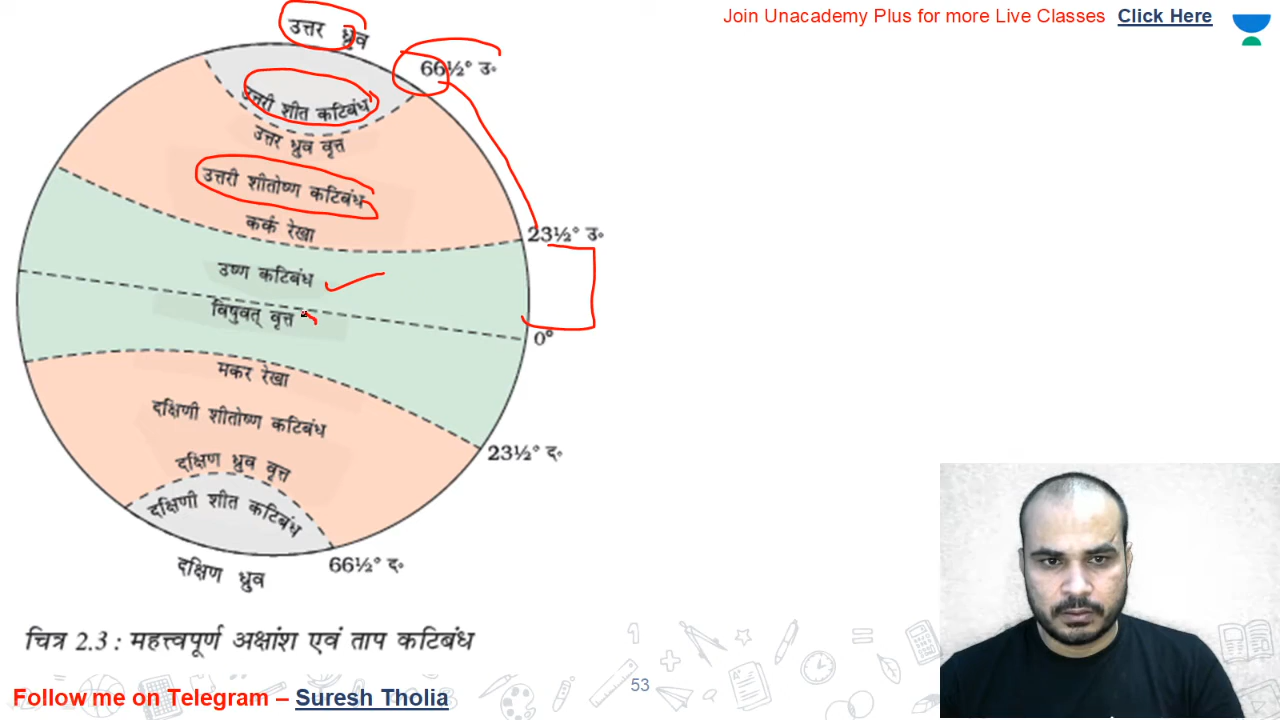 Join Unacademy Plus for more Live Classes Click Here
उत्तर ध्रुव
66½° उ॰
उत्तरी शीत कटिबंध
उत्तर ध्रुव वृत्त
उत्तरी शीतोष्ण कटिबंध
कर्क रेखा
23½° उ॰
उष्ण कटिबंध
विषुवत् वृत्त
0°
मकर रेखा
दक्षिणी शीतोष्ण कटिबंध
23½° द॰
दक्षिण ध्रुव वृत्त
दक्षिणी शीत कटिबंध
66½° द॰
दक्षिण ध्रुव
चित्र 2.3 : महत्त्वपूर्ण अक्षांश एवं ताप कटिबंध
53
Follow me on Telegram – Suresh Tholia